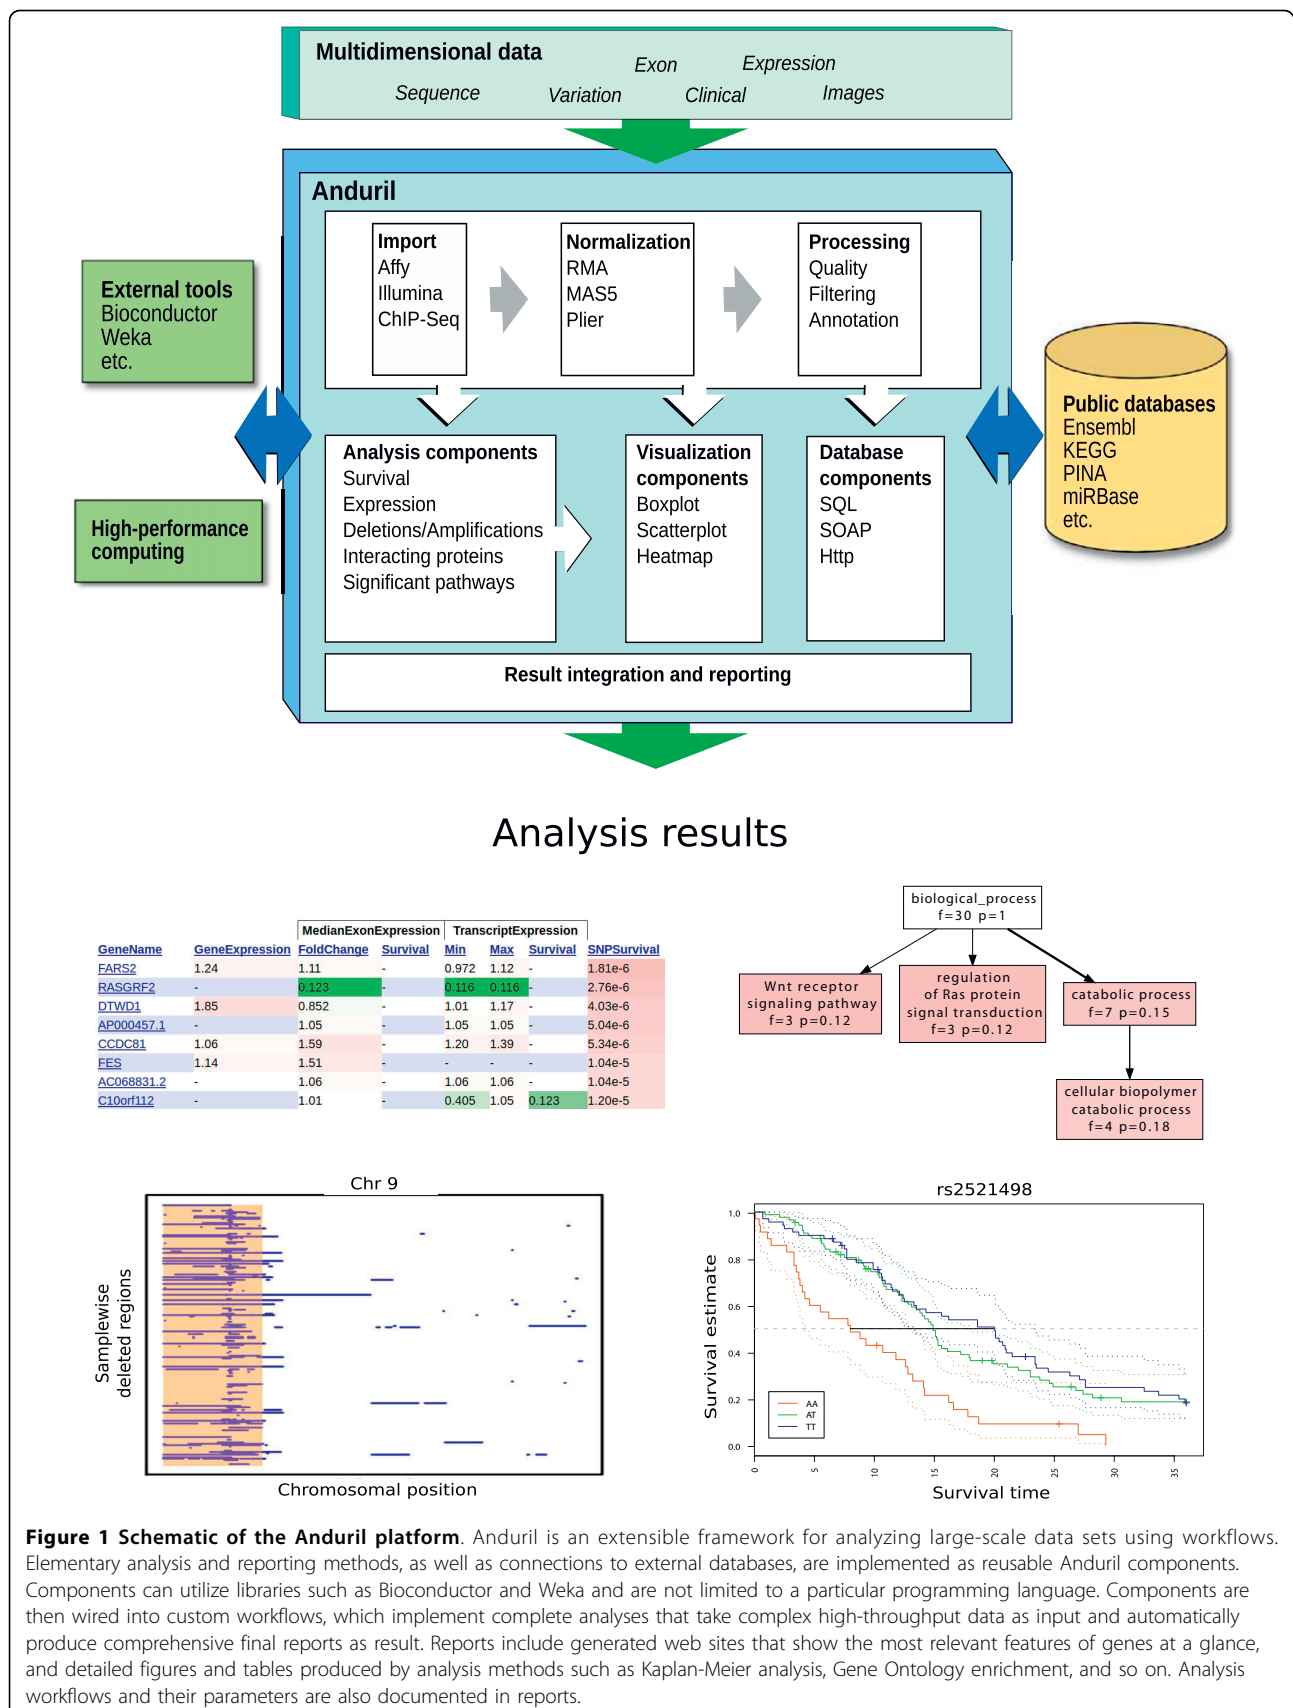 Multidimensional data
Exon Expression
Sequence Variation Clinical Images
Anduril
Import
Affy
Illumina
ChIP-Seq
Normalization
RMA
MAS5
Plier
Processing
Quality
Filtering
Annotation
External tools
Bioconductor
Weka
etc.
High-performance
computing
Public databases
Ensembl
KEGG
PINA
miRBase
etc.
Analysis components
Survival
Expression
Deletions/Amplifications
Interacting proteins
Significant pathways
Visualization
components
Boxplot
Scatterplot
Heatmap
Database
components
SQL
SOAP
Http
Result integration and reporting
Analysis results
MedianExonExpression TranscriptExpression
GeneName GeneExpression FoldChange Survival Min Max Survival SNPSurvival
FARS2 1.24 1.11 - 0.972 1.12 - 1.81e-6
RASGRF2 - 0.123 - 0.116 0.116 - 2.76e-6
DTWD1 1.85 0.852 - 1.01 1.17 - 4.03e-6
AP000457.1 - 1.05 - 1.05 1.05 - 5.04e-6
CCDC81 1.06 1.59 - 1.20 1.39 - 5.34e-6
FES 1.14 1.51 - - - - 1.04e-5
AC068831.2 - 1.06 - 1.06 1.06 - 1.04e-5
C10orf112 - 1.01 - 0.405 1.05 0.123 1.20e-5
biological_process
f=30 p=1
Wnt receptor
signaling pathway
f=3 p=0.12
regulation
of Ras protein
signal transduction
f=3 p=0.12
catabolic process
f=7 p=0.15
cellular biopolymer
catabolic process
f=4 p=0.18
Chr 9
Samplewise
deleted regions
Chromosomal position
rs2521498
Survival estimate
1.0
0.8
0.6
0.4
0.2
0.0
AA
AT
TT
0 5 10 15 20 25 30 35
Survival time
Figure 1 Schematic of the Anduril platform. Anduril is an extensible framework for analyzing large-scale data sets using workflows.
Elementary analysis and reporting methods, as well as connections to external databases, are implemented as reusable Anduril components.
Components can utilize libraries such as Bioconductor and Weka and are not limited to a particular programming language. Components are
then wired into custom workflows, which implement complete analyses that take complex high-throughput data as input and automatically
produce comprehensive final reports as result. Reports include generated web sites that show the most relevant features of genes at a glance,
and detailed figures and tables produced by analysis methods such as Kaplan-Meier analysis, Gene Ontology enrichment, and so on. Analysis
workflows and their parameters are also documented in reports.